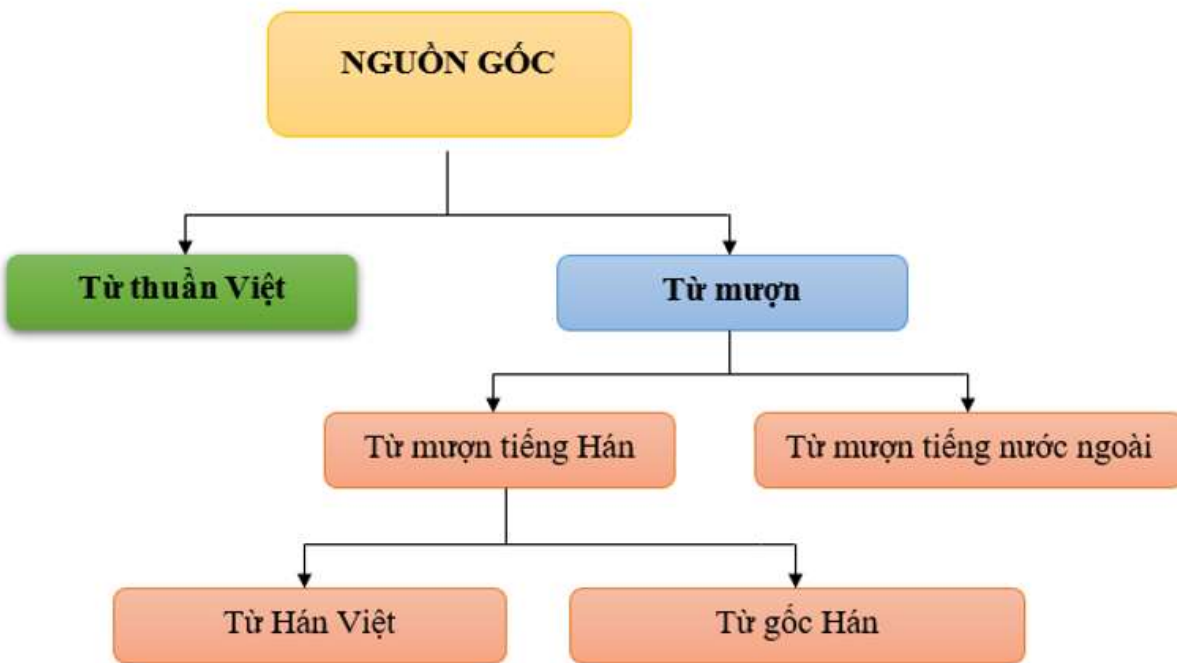 NGUỒN GỐC
Từ thuần Việt
Từ mượn
Từ mượn tiếng Hán
Từ mượn tiếng nước ngoài
Từ Hán Việt
Từ gốc Hán